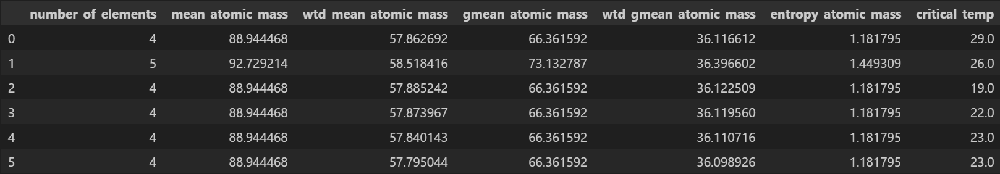 number_of_elements mean_atomic_mass wtd_mean_atomic_mass gmean_atomic_mass wtd_gmean_atomic_mass entropy_atomic_mass critical_temp
0 4 88.944468 57.862692 66.361592 36.116612 1.181795 29.0
1 5 92.729214 58.518416 73.132787 36.396602 1.449309 26.0
2 4 88.944468 57.885242 66.361592 36.122509 1.181795 19.0
3 4 88.944468 57.873967 66.361592 36.119560 1.181795 22.0
4 4 88.944468 57.840143 66.361592 36.110716 1.181795 23.0
5 4 88.944468 57.795044 66.361592 36.098926 1.181795 23.0